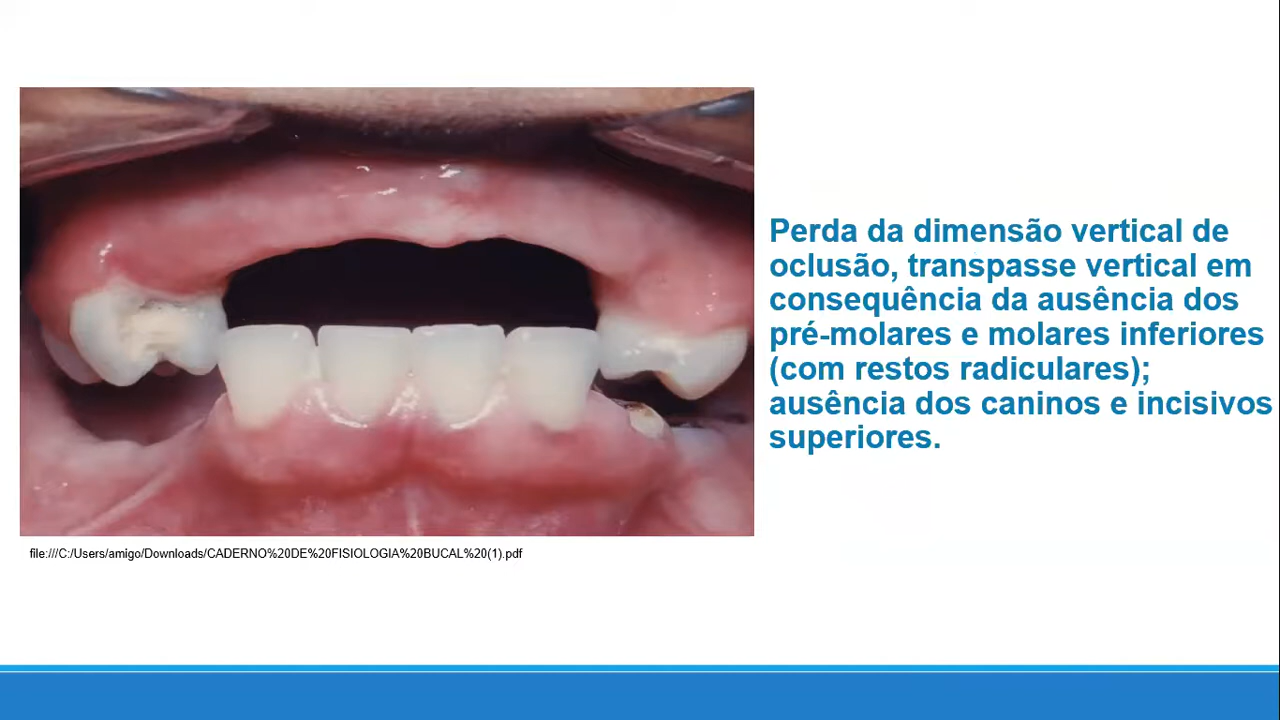 Perda da dimensão vertical de
oclusão, transpasse vertical em
consequência da ausência dos
pré-molares e molares inferiores
(com restos radiculares);
ausência dos caninos e incisivos
superiores.
file:///C:/Users/amigo/Downloads/CADERNO%20DE%20FISIOLOGIA%20BUCAL%20(1).pdf